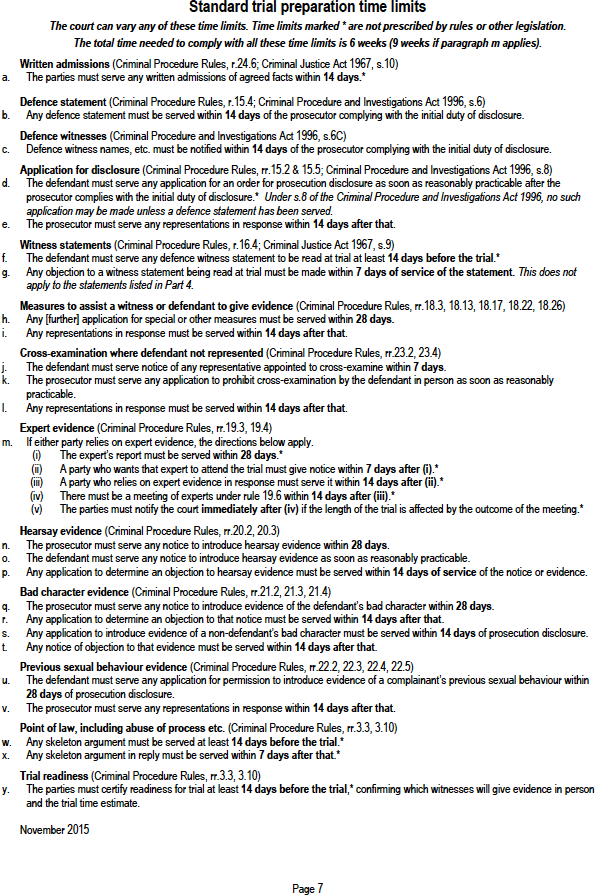 Standard trial preparation time limits
The court can vary any of these time limits. Time limits marked * are not prescribed by rules or other legislation.
The total time needed to comply with all these time limits is 6 weeks (9 weeks if paragraph m applies).
Written admissions (Criminal Procedure Rules, r.24.6; Criminal Justice Act 1967, s.10)
a. The parties must serve any written admissions of agreed facts within 14 days.*
Defence statement (Criminal Procedure Rules, r.15.4; Criminal Procedure and Investigations Act 1996, s.6)
b. Any defence statement must be served within 14 days of the prosecutor complying with the initial duty of disclosure.
Defence witnesses (Criminal Procedure and Investigations Act 1996, s.6C)
c. Defence witness names, etc. must be notified within 14 days of the prosecutor complying with the initial duty of disclosure.
Application for disclosure (Criminal Procedure Rules, rr.15.2 & 15.5; Criminal Procedure and Investigations Act 1996, s.8)
d. The defendant must serve any application for an order for prosecution disclosure as soon as reasonably practicable after the
prosecutor complies with the initial duty of disclosure.* Under s.8 of the Criminal Procedure and Investigations Act 1996, no such
application may be made unless a defence statement has been served.
e. The prosecutor must serve any representations in response within 14 days after that.
Witness statements (Criminal Procedure Rules, r.16.4; Criminal Justice Act 1967, s.9)
f. The defendant must serve any defence witness statement to be read at trial at least 14 days before the trial.*
g. Any objection to a witness statement being read at trial must be made within 7 days of service of the statement. This does not
apply to the statements listed in Part 4.
Measures to assist a witness or defendant to give evidence (Criminal Procedure Rules, rr.18.3, 18.13, 18.17, 18.22, 18.26)
h. Any [further] application for special or other measures must be served within 28 days.
i. Any representations in response must be served within 14 days after that.
Cross-examination where defendant not represented (Criminal Procedure Rules, rr.23.2, 23.4)
j. The defendant must serve notice of any representative appointed to cross-examine within 7 days.
k. The prosecutor must serve any application to prohibit cross-examination by the defendant in person as soon as reasonably
practicable.
l. Any representations in response must be served within 14 days after that.
Expert evidence (Criminal Procedure Rules, rr.19.3, 19.4)
m. If either party relies on expert evidence, the directions below apply.
(i) The expert's report must be served within 28 days.*
(ii) A party who wants that expert to attend the trial must give notice within 7 days after (i).*
(iii) A party who relies on expert evidence in response must serve it within 14 days after (ii).*
(iv) There must be a meeting of experts under rule 19.6 within 14 days after (iii).*
(v) The parties must notify the court immediately after (iv) if the length of the trial is affected by the outcome of the meeting.*
Hearsay evidence (Criminal Procedure Rules, rr.20.2, 20.3)
n. The prosecutor must serve any notice to introduce hearsay evidence within 28 days.
o. The defendant must serve any notice to introduce hearsay evidence as soon as reasonably practicable.
p. Any application to determine an objection to hearsay evidence must be served within 14 days of service of the notice or evidence.
Bad character evidence (Criminal Procedure Rules, rr.21.2, 21.3, 21.4)
q. The prosecutor must serve any notice to introduce evidence of the defendant's bad character within 28 days.
r. Any application to determine an objection to that notice must be served within 14 days after that.
s. Any application to introduce evidence of a non-defendant's bad character must be served within 14 days of prosecution disclosure.
t. Any notice of objection to that evidence must be served within 14 days after that.
Previous sexual behaviour evidence (Criminal Procedure Rules, rr.22.2, 22.3, 22.4, 22.5)
u. The defendant must serve any application for permission to introduce evidence of a complainant's previous sexual behaviour within
28 days of prosecution disclosure.
v. The prosecutor must serve any representations in response within 14 days after that.
Point of law, including abuse of process etc. (Criminal Procedure Rules, rr.3.3, 3.10)
w. Any skeleton argument must be served at least 14 days before the trial.*
x. Any skeleton argument in reply must be served within 7 days after that.*
Trial readiness (Criminal Procedure Rules, rr.3.3, 3.10)
y. The parties must certify readiness for trial at least 14 days before the trial,* confirming which witnesses will give evidence in person
and the trial time estimate.
November 2015
Page 7